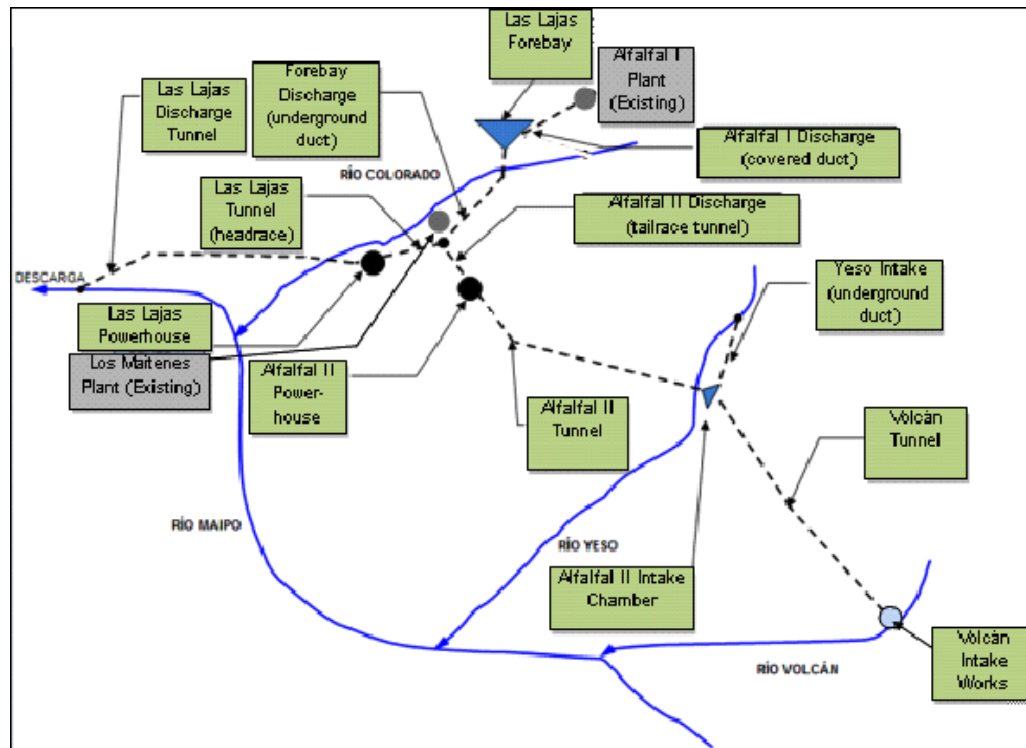 Las Lajas
Forebay
Alfalfal I
Plant
(Existing)
Forebay
Discharge
(underground
duct)
Las Lajas
Discharge
Tunnel
Alfalfal I Discharge
(covered duct)
RÍO COLORADO
Las Lajas
Tunnel
(headrace)
Alfalfal II Discharge
(tailrace tunnel)
Yeso Intake
(underground
duct)
DESCARGA
Las Lajas
Powerhouse
Los Maitenes
Plant (Existing)
Alfalfal II
Power-
house
Alfalfal II
Tunnel
Volcán
Tunnel
RÍO MAIPO
RÍO YESO
Alfalfal II Intake
Chamber
RÍO VOLCÁN
Volcán
Intake
Works